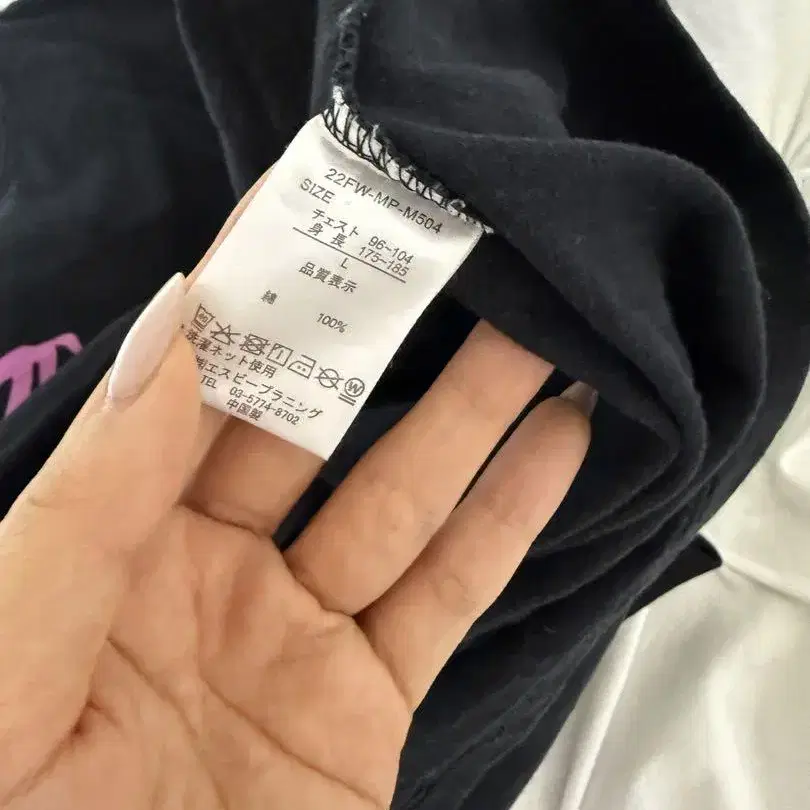 22FW-MP-M504
SIZE
チェスト 96~104
身 長 175~185
L
品質表示
綿 100%
*洗濯ネット使用
㈱エスピープラニング
TEL 03-5774-8702
中国製